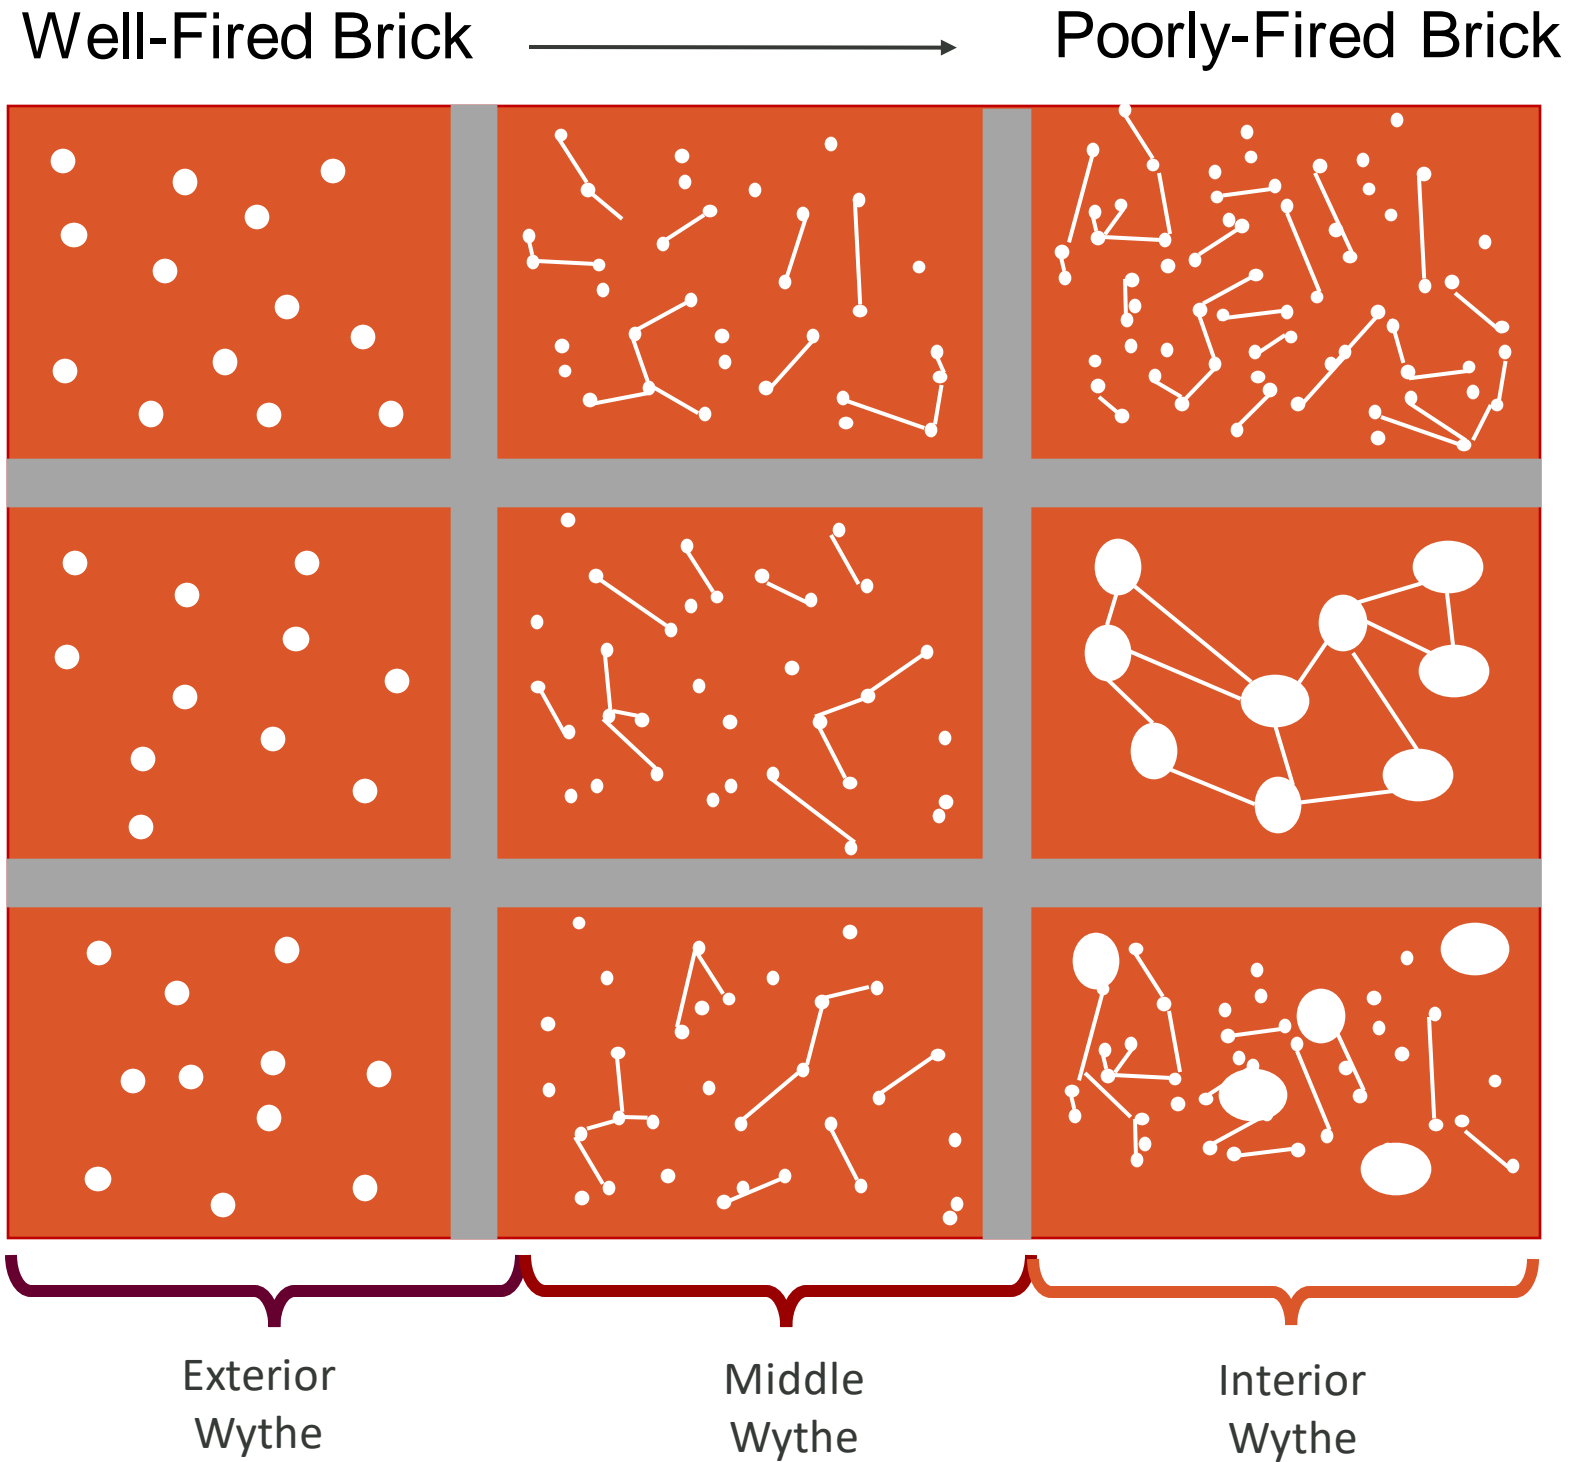 Well-Fired Brick
Poorly-Fired Brick
Exterior
Wythe
Middle
Wythe
Interior
Wythe